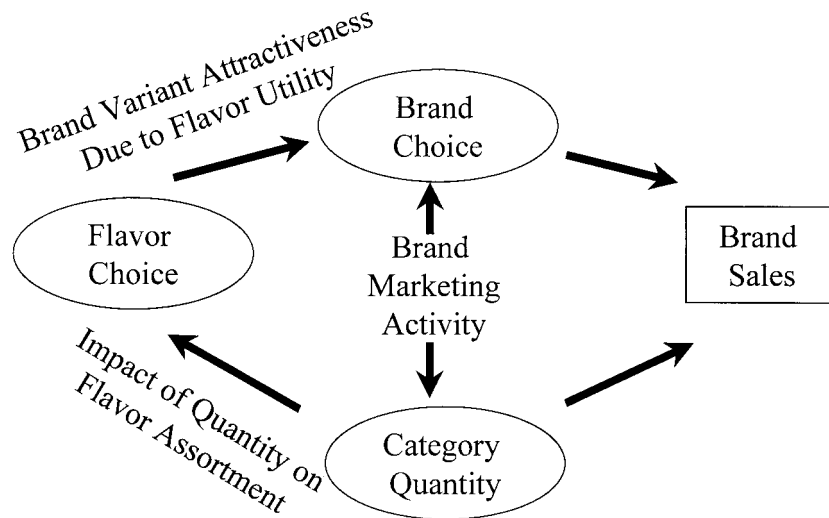 Brand Variant Attractiveness
Due to Flavor Utility
Brand
Choice
Flavor
Choice
Brand
Marketing
Activity
Brand
Sales
Impact of Quantity on
Flavor Assortment
Category
Quantity